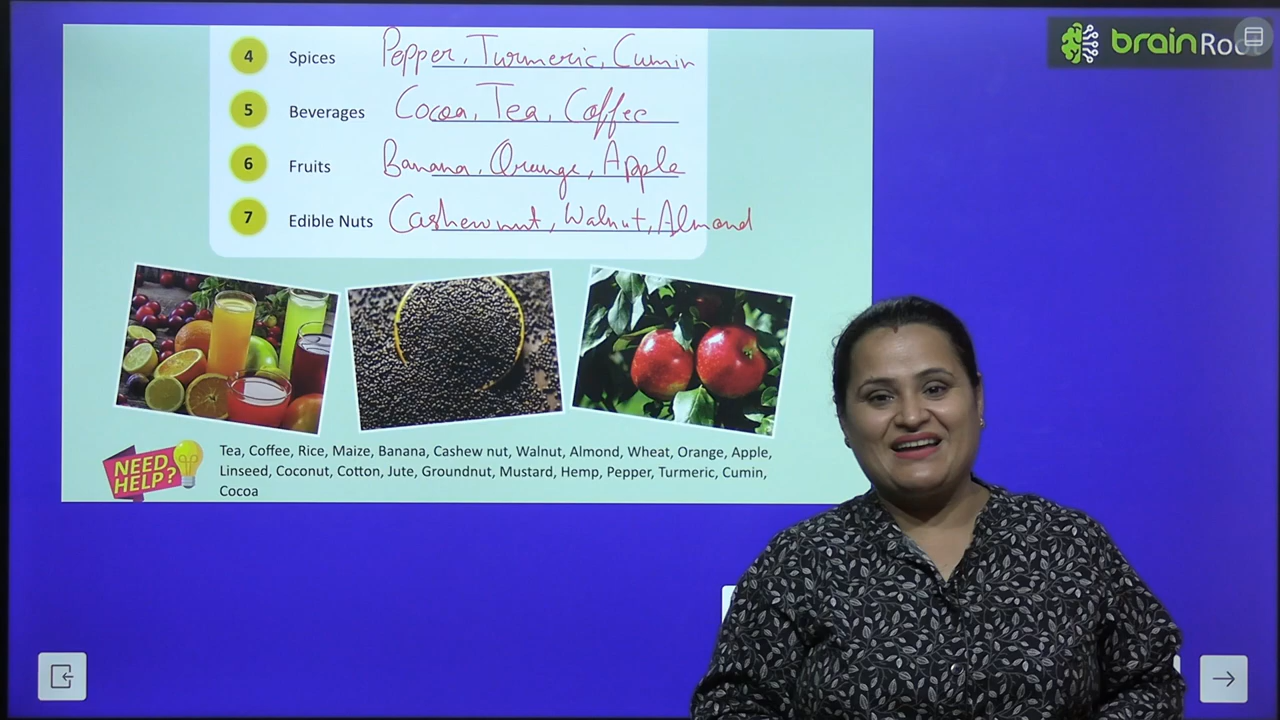 brainRoot
4 Spices Pepper, Turmeric, Cumin
5 Beverages Cocoa, Tea, Coffee
6 Fruits Banana, Orange, Apple
7 Edible Nuts Cashewnut, Walnut, Almond
NEED HELP?
Tea, Coffee, Rice, Maize, Banana, Cashew nut, Walnut, Almond, Wheat, Orange, Apple,
Linseed, Coconut, Cotton, Jute, Groundnut, Mustard, Hemp, Pepper, Turmeric, Cumin,
Cocoa